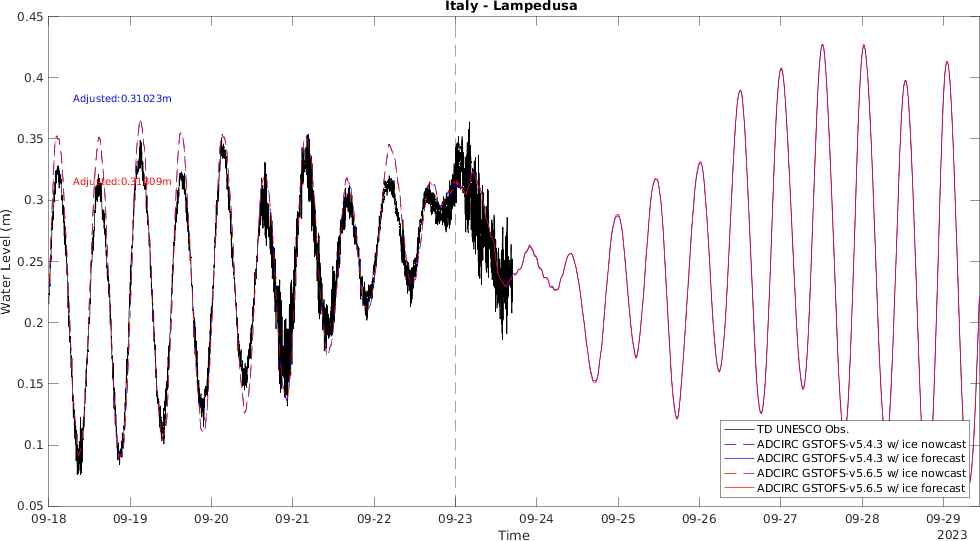 Italy - Lampedusa
Water Level (m)
0.45
0.4
0.35
0.3
0.25
0.2
0.15
0.1
0.05
Adjusted:0.31023m
Adjusted:0.31309m
TD UNESCO Obs.
ADCIRC GSTOFS-v5.4.3 w/ ice nowcast
ADCIRC GSTOFS-v5.4.3 w/ ice forecast
ADCIRC GSTOFS-v5.6.5 w/ ice nowcast
ADCIRC GSTOFS-v5.6.5 w/ ice forecast
09-18 09-19 09-20 09-21 09-22 09-23 09-24 09-25 09-26 09-27 09-28 09-29
Time
2023